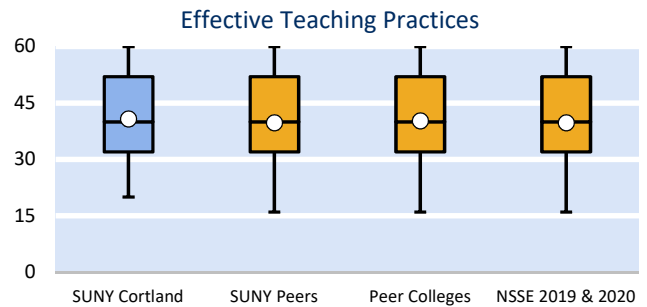 Effective Teaching Practices
60
45
30
15
0
SUNY Cortland SUNY Peers Peer Colleges NSSE 2019 & 2020